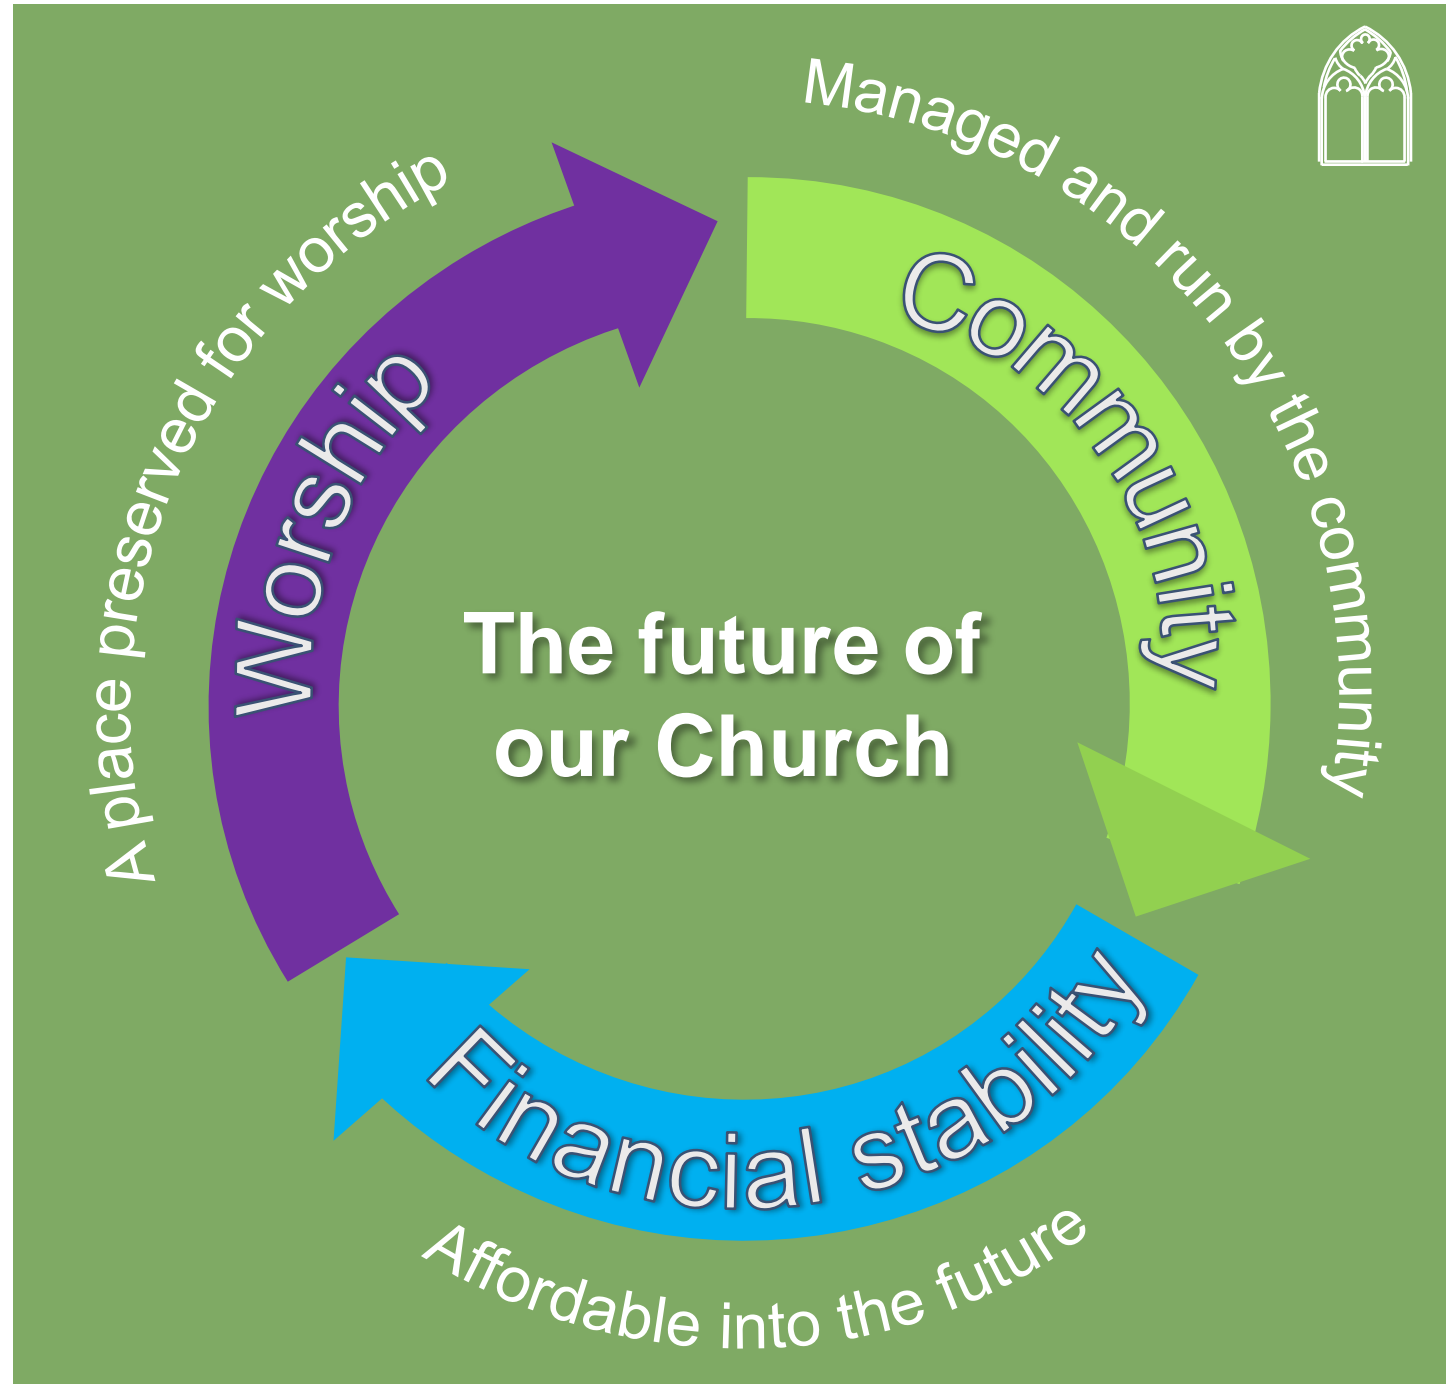 Managed and run by the community
Community
A place preserved for worship
Worship
The future of
our Church
Financial stability
Affordable into the future